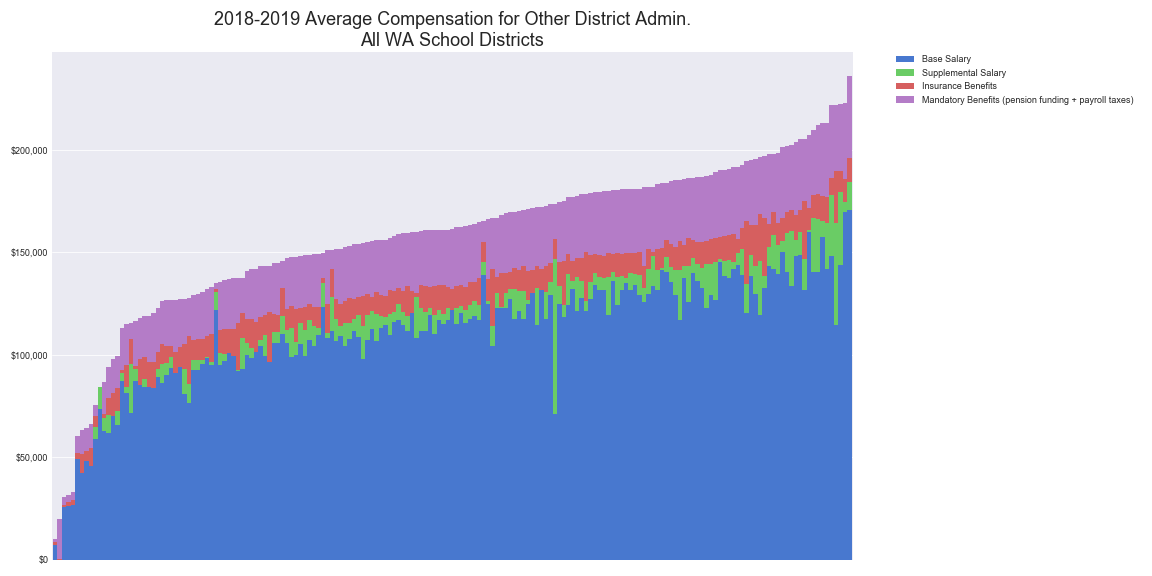 2018-2019 Average Compensation for Other District Admin.
All WA School Districts
Base Salary
Supplemental Salary
Insurance Benefits
Mandatory Benefits (pension funding + payroll taxes)
$200,000
$150,000
$100,000
$50,000
$0